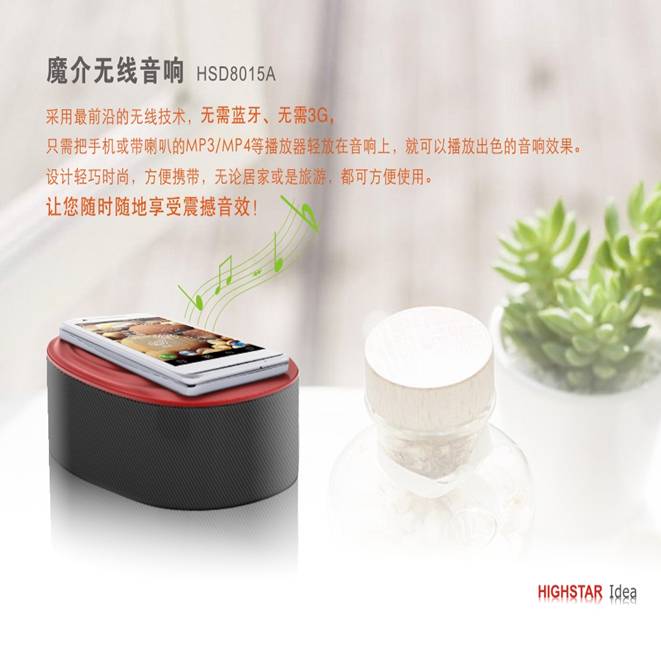 魔介无线音响 HSD8015A
采用最前沿的无线技术，无需蓝牙、无需3G，
只需把手机或带喇叭的MP3/MP4等播放器轻放在音响上，就可以播放出色的音响效果。
设计轻巧时尚，方便携带，无论居家或是旅游，都可方便使用。
让您随时随地享受震撼音效！
HIGHSTAR Idea